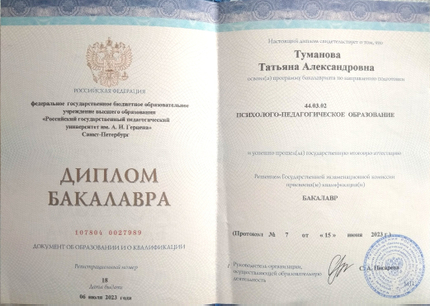 РОССИЙСКАЯ ФЕДЕРАЦИЯ
федеральное государственное бюджетное образовательное
учреждение высшего образования
«Российский государственный педагогический
университет им. А. И. Герцена»
Санкт-Петербург
ДИПЛОМ
БАКАЛАВРА
107804 0027989
ДОКУМЕНТ ОБ ОБРАЗОВАНИИ И О КВАЛИФИКАЦИИ
Регистрационный номер
18
Дата выдачи
06 июля 2023 года
Настоящий диплом свидетельствует о том, что
Туманова
Татьяна Александровна
освоил(а) программу бакалавриата по направлению подготовки
44.03.02
ПСИХОЛОГО-ПЕДАГОГИЧЕСКОЕ ОБРАЗОВАНИЕ
и успешно прошел(ла) государственную итоговую аттестацию
Решением Государственной экзаменационной комиссии
присвоена(ы) квалификация(и)
БАКАЛАВР
(Протокол № 7 от «15» июня 2023 г.)
Руководитель организации,
осуществляющей образовательную
деятельность
С. А. Писарева